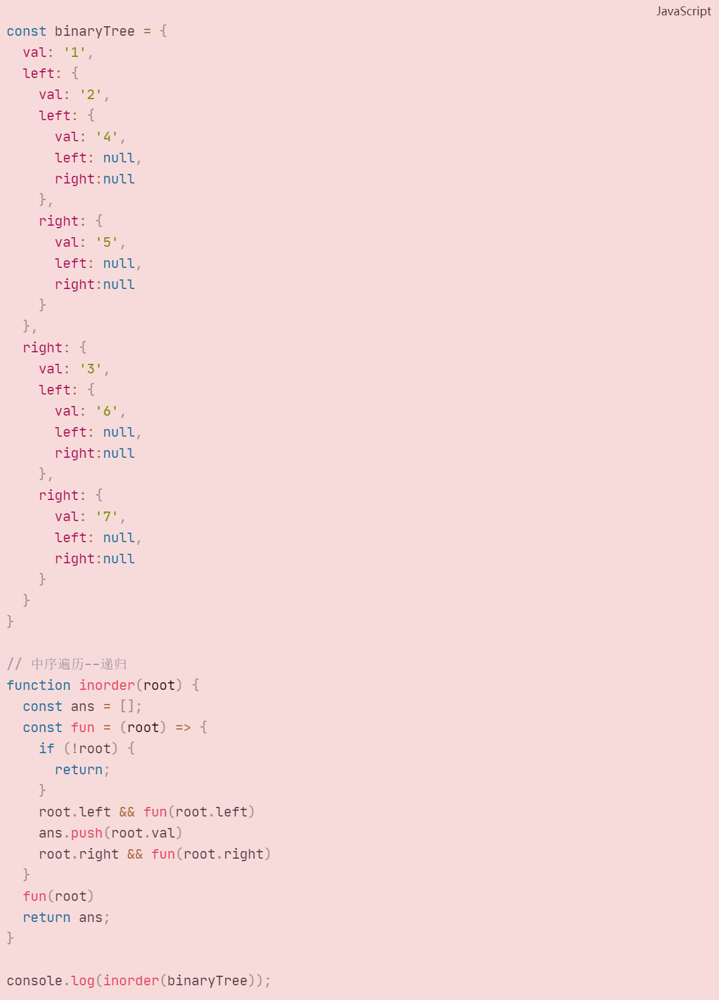 JavaScript
const binaryTree = {
  val: '1',
  left: {
    val: '2',
    left: {
      val: '4',
      left: null,
      right:null
    },
    right: {
      val: '5',
      left: null,
      right:null
    }
  },
  right: {
    val: '3',
    left: {
      val: '6',
      left: null,
      right:null
    },
    right: {
      val: '7',
      left: null,
      right:null
    }
  }
}

// 中序遍历--递归
function inorder(root) {
  const ans = [];
  const fun = (root) => {
    if (!root) {
      return;
    }
    root.left && fun(root.left)
    ans.push(root.val)
    root.right && fun(root.right)
  }
  fun(root)
  return ans;
}

console.log(inorder(binaryTree));